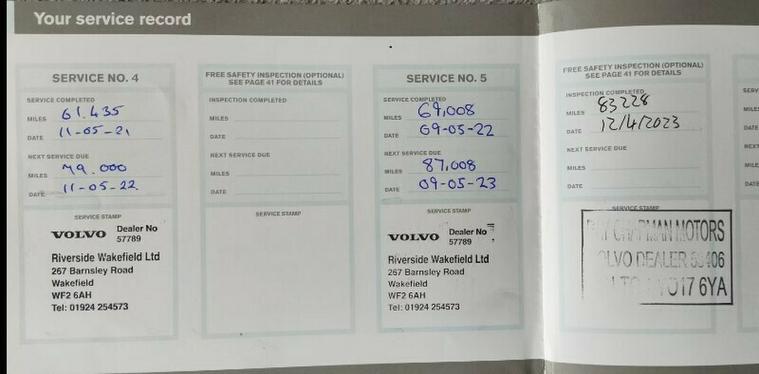 Your service record
SERVICE NO. 4
SERVICE COMPLETED
MILES 61.435
DATE 11-05-21
NEXT SERVICE DUE
MILES 79.000
DATE 11-05-22
SERVICE STAMP
VOLVO Dealer No
57789
Riverside Wakefield Ltd
267 Barnsley Road
Wakefield
WF2 6AH
Tel: 01924 254573
FREE SAFETY INSPECTION (OPTIONAL)
SEE PAGE 41 FOR DETAILS
INSPECTION COMPLETED
MILES
DATE
NEXT SERVICE DUE
MILES
DATE
SERVICE STAMP
SERVICE NO. 5
SERVICE COMPLETED
MILES 69,008
DATE 09-05-22
NEXT SERVICE DUE
MILES 87,008
DATE 09-05-23
SERVICE STAMP
VOLVO Dealer No
57789
Riverside Wakefield Ltd
267 Barnsley Road
Wakefield
WF2 6AH
Tel: 01924 254573
FREE SAFETY INSPECTION (OPTIONAL)
SEE PAGE 41 FOR DETAILS
INSPECTION COMPLETED
MILES 83228
DATE 12/4/2023
NEXT SERVICE DUE
MILES
DATE
SERVICE STAMP
MOTORS
DEALER
6YA